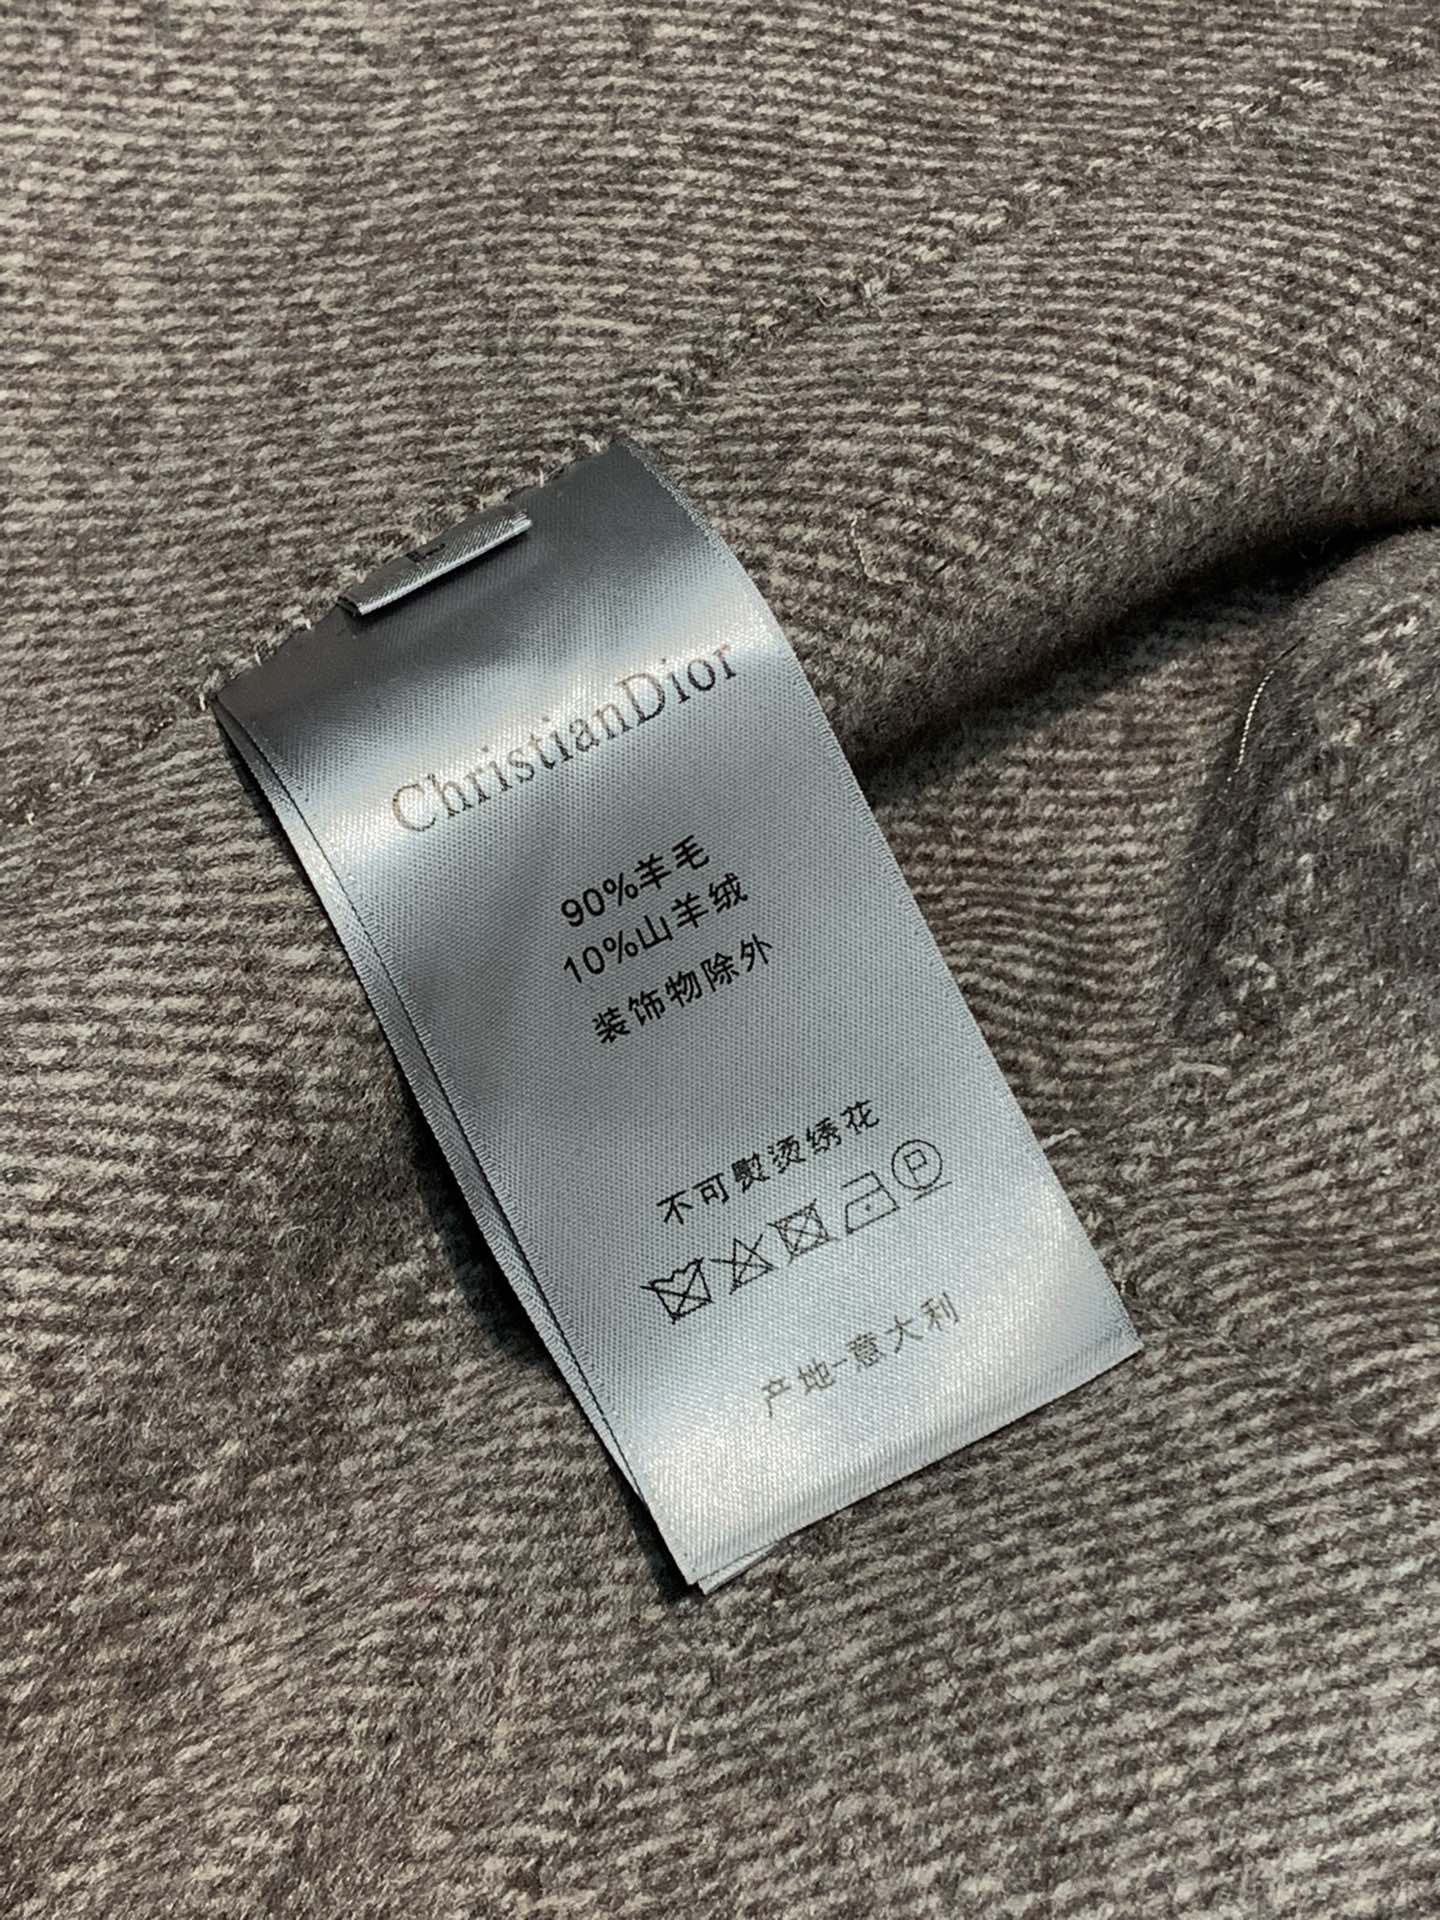 ChristianDior
90%羊毛
10%山羊绒
装饰物除外
不可熨烫绣花
P
产地-意大利